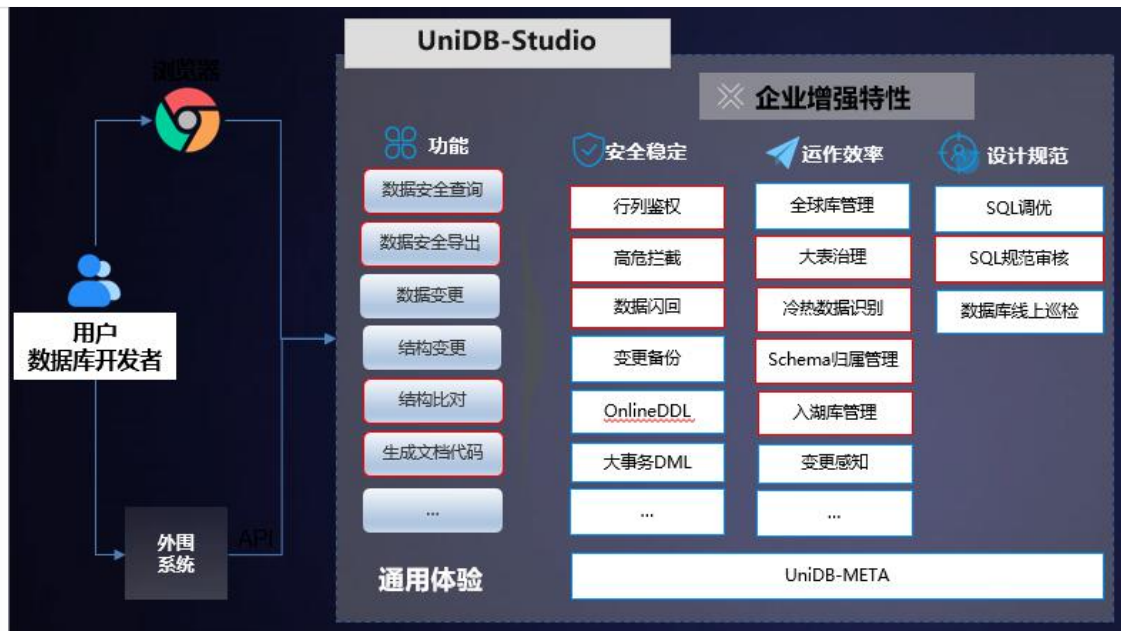 UniDB-Studio
浏览器
企业增强特性
功能
安全稳定
运作效率
设计规范
数据安全查询
行列鉴权
全球库管理
SQL调优
数据安全导出
高危拦截
大表治理
SQL规范审核
数据变更
数据闪回
冷热数据识别
数据库线上巡检
用户
数据库开发者
结构变更
变更备份
Schema归属管理
结构比对
OnlineDDL
入湖库管理
生成文档代码
大事务DML
变更感知
...
...
...
外围
系统
API
通用体验
UniDB-META